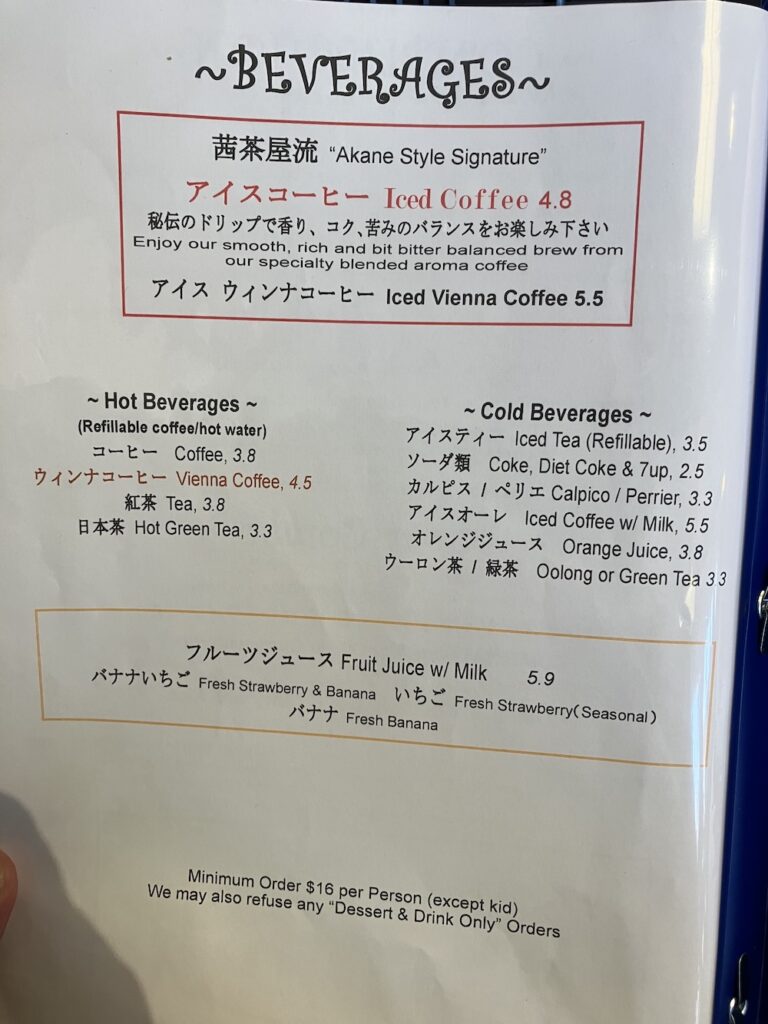 ~BEVERAGES~
茜茶屋流 “Akane Style Signature”
アイスコーヒー Iced Coffee 4.8
秘伝のドリップで香り、コク、苦みのバランスをお楽しみ下さい
Enjoy our smooth, rich and bit bitter balanced brew from
our specialty blended aroma coffee
アイス ウィンナコーヒー Iced Vienna Coffee 5.5
~ Hot Beverages ~
(Refillable coffee/hot water)
コーヒー Coffee, 3.8
ウィンナコーヒー Vienna Coffee, 4.5
紅茶 Tea, 3.8
日本茶 Hot Green Tea, 3.3
~ Cold Beverages ~
アイスティー Iced Tea (Refillable), 3.5
ソーダ類 Coke, Diet Coke & 7up, 2.5
カルピス / ペリエ Calpico / Perrier, 3.3
アイスオーレ Iced Coffee w/ Milk, 5.5
オレンジジュース Orange Juice, 3.8
ウーロン茶 / 緑茶 Oolong or Green Tea 3.3
フルーツジュース Fruit Juice w/ Milk 5.9
バナナいちご Fresh Strawberry & Banana いちご Fresh Strawberry(Seasonal)
バナナ Fresh Banana
Minimum Order $16 per Person (except kid)
We may also refuse any “Dessert & Drink Only” Orders